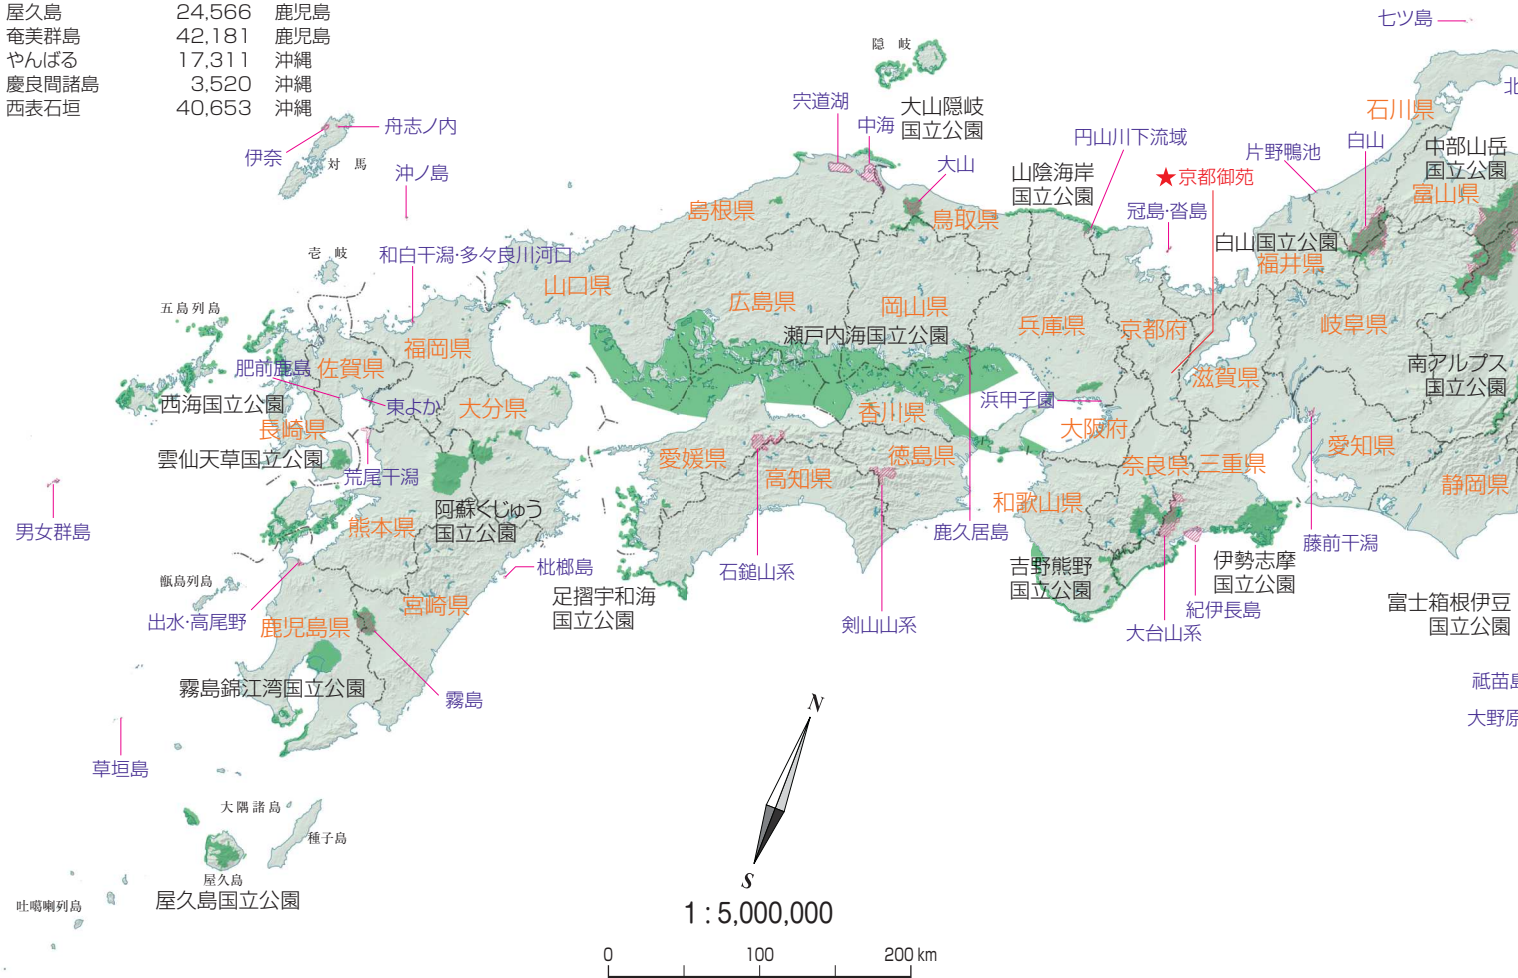 屋久島 24,566 鹿児島
奄美群島 42,181 鹿児島
やんばる 17,311 沖縄
慶良間諸島 3,520 沖縄
西表石垣 40,653 沖縄
七ツ島
隠岐
宍道湖
中海
大山隠岐
国立公園
大山
舟志ノ内
伊奈
対馬
沖ノ島
円山川下流域
山陰海岸
国立公園
★京都御苑
冠島・沓島
片野鴨池
白山
石川県
北
中部山岳
国立公園
富山県
島根県
鳥取県
白山国立公園
福井県
壱岐
和白干潟・多々良川河口
山口県
広島県
岡山県
兵庫県
京都府
岐阜県
五島列島
瀬戸内海国立公園
福岡県
肥前鹿島
佐賀県
滋賀県
南アルプス
国立公園
西海国立公園
東よか
大分県
香川県
浜甲子園
長崎県
大阪府
愛知県
雲仙天草国立公園
荒尾干潟
愛媛県
高知県
徳島県
奈良県
三重県
静岡県
男女群島
熊本県
阿蘇くじゅう
国立公園
和歌山県
鹿久居島
藤前干潟
甑島列島
枇榔島
石鎚山系
吉野熊野
国立公園
伊勢志摩
国立公園
出水・高尾野
鹿児島県
宮崎県
足摺宇和海
国立公園
剣山山系
紀伊長島
大台山系
富士箱根伊豆
国立公園
霧島錦江湾国立公園
霧島
祗苗島
大野原
草垣島
大隅諸島
種子島
屋久島
屋久島国立公園
吐噶喇列島
N
S
1 : 5,000,000
0 100 200 km